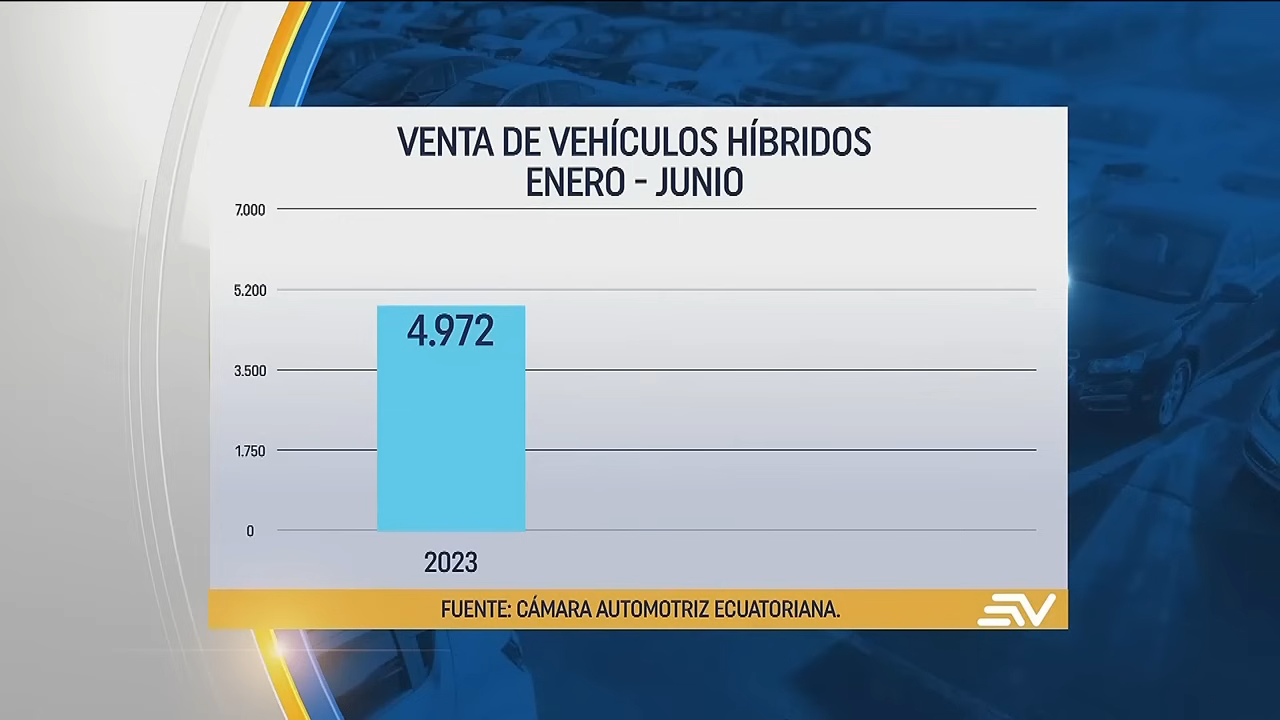 VENTA DE VEHÍCULOS HÍBRIDOS
ENERO - JUNIO
7.000
5.200
4.972
3.500
1.750
0
2023
FUENTE: CÁMARA AUTOMOTRIZ ECUATORIANA.